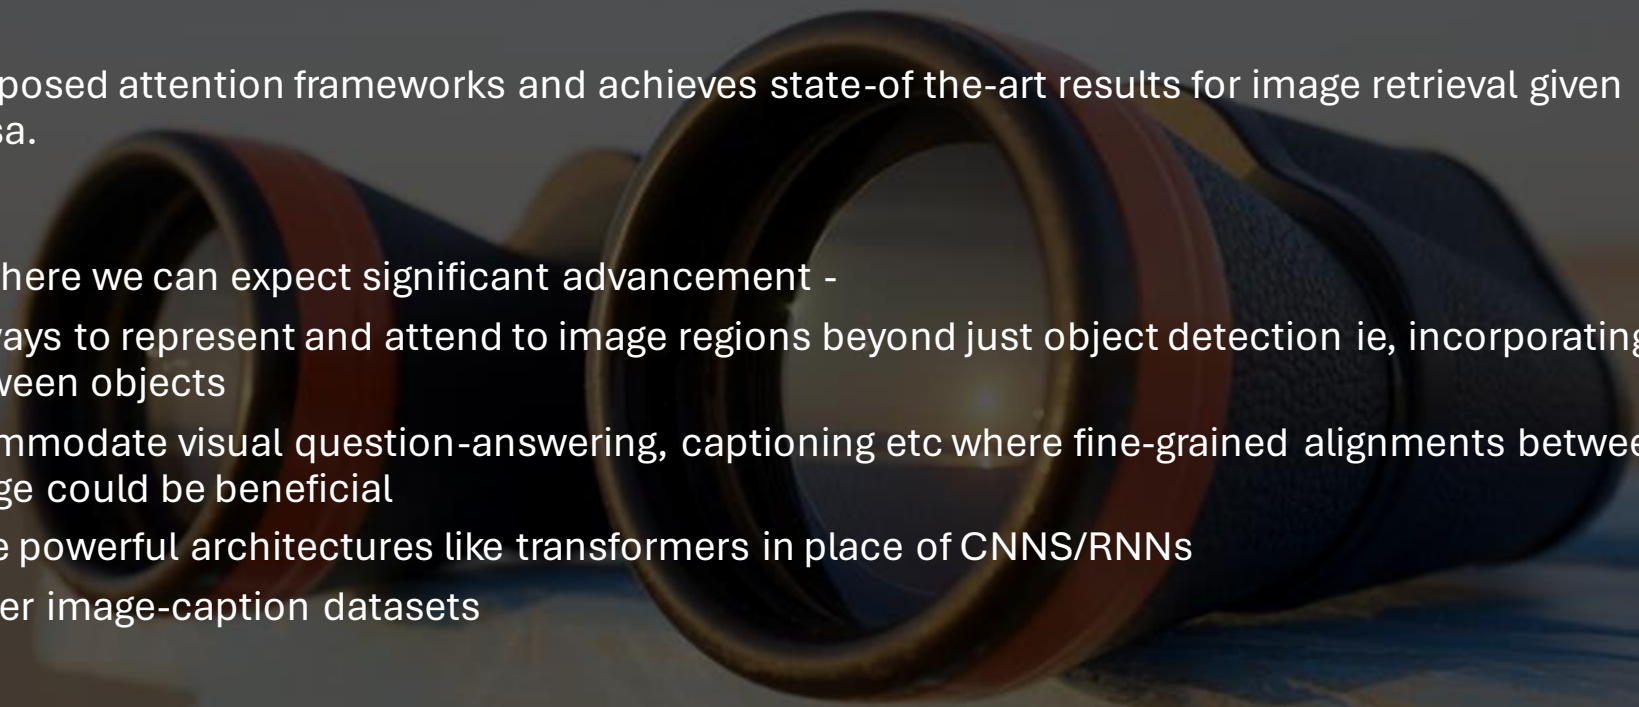 posed attention frameworks and achieves state-of the-art results for image retrieval given
sa.
here we can expect significant advancement -
ways to represent and attend to image regions beyond just object detection ie, incorporating
ween objects
mmodate visual question-answering, captioning etc where fine-grained alignments betwee
ge could be beneficial
e powerful architectures like transformers in place of CNNS/RNNs
er image-caption datasets